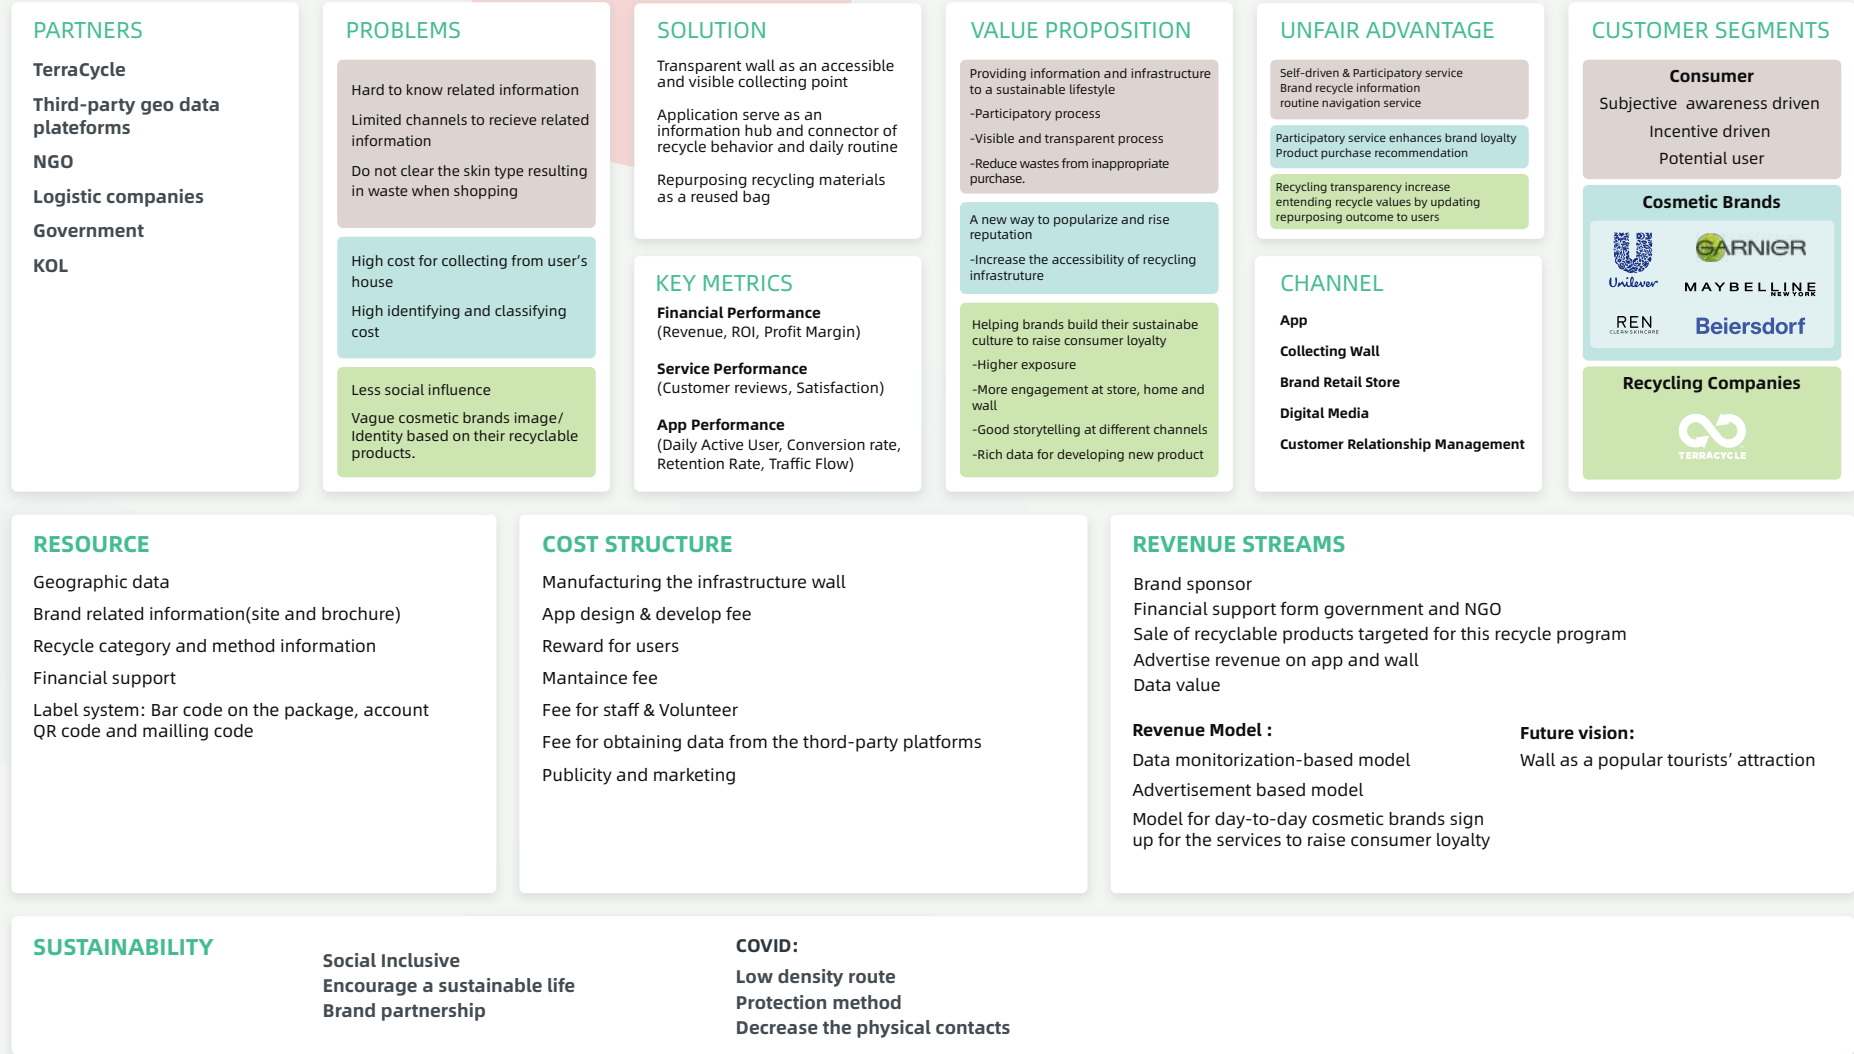 PARTNERS
TerraCycle
Third-party geo data
plateforms
NGO
Logistic companies
Government
KOL
PROBLEMS
Hard to know related information
Limited channels to recieve related
information
Do not clear the skin type resulting
in waste when shopping
High cost for collecting from user's
house
High identifying and classifying
cost
Less social influence
Vague cosmetic brands image/
Identity based on their recyclable
products.
SOLUTION
Transparent wall as an accessible
and visible collecting point
Application serve as an
information hub and connector of
recycle behavior and daily routine
Repurposing recycling materials
as a reused bag
KEY METRICS
Financial Performance
(Revenue, ROI, Profit Margin)
Service Performance
(Customer reviews, Satisfaction)
App Performance
(Daily Active User, Conversion rate,
Retention Rate, Traffic Flow)
VALUE PROPOSITION
Providing information and infrastructure
to a sustainable lifestyle
-Participatory process
-Visible and transparent process
-Reduce wastes from inappropriate
purchase.
A new way to popularize and rise
reputation
-Increase the accessibility of recycling
infrastruture
Helping brands build their sustainabe
culture to raise consumer loyalty
-Higher exposure
-More engagement at store, home and
wall
-Good storytelling at different channels
-Rich data for developing new product
UNFAIR ADVANTAGE
Self-driven & Participatory service
Brand recycle information
routine navigation service
Participatory service enhances brand loyalty
Product purchase recommendation
Recycling transparency increase
entending recycle values by updating
repurposing outcome to users
CHANNEL
App
Collecting Wall
Brand Retail Store
Digital Media
Customer Relationship Management
CUSTOMER SEGMENTS
Consumer
Subjective awareness driven
Incentive driven
Potential user
Cosmetic Brands
Unilever
GARNIER
MAYBELLINE
NEW YORK
REN
CLEAN SKINCARE
Beiersdorf
Recycling Companies
TERRACYCLE
RESOURCE
Geographic data
Brand related information(site and brochure)
Recycle category and method information
Financial support
Label system: Bar code on the package, account
QR code and mailling code
COST STRUCTURE
Manufacturing the infrastructure wall
App design & develop fee
Reward for users
Mantaince fee
Fee for staff & Volunteer
Fee for obtaining data from the thord-party platforms
Publicity and marketing
REVENUE STREAMS
Brand sponsor
Financial support form government and NGO
Sale of recyclable products targeted for this recycle program
Advertise revenue on app and wall
Data value
Revenue Model :
Data monitorization-based model
Advertisement based model
Model for day-to-day cosmetic brands sign
up for the services to raise consumer loyalty
Future vision:
Wall as a popular tourists' attraction
SUSTAINABILITY
Social Inclusive
Encourage a sustainable life
Brand partnership
COVID:
Low density route
Protection method
Decrease the physical contacts